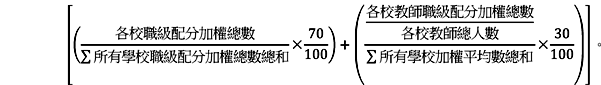 [(各校職級配分加權總數 / ∑所有學校職級配分加權總數總和 × 70/100) + ((各校教師職級配分加權總數 / 各校教師總人數) / ∑所有學校加權平均數總和 × 30/100)]。